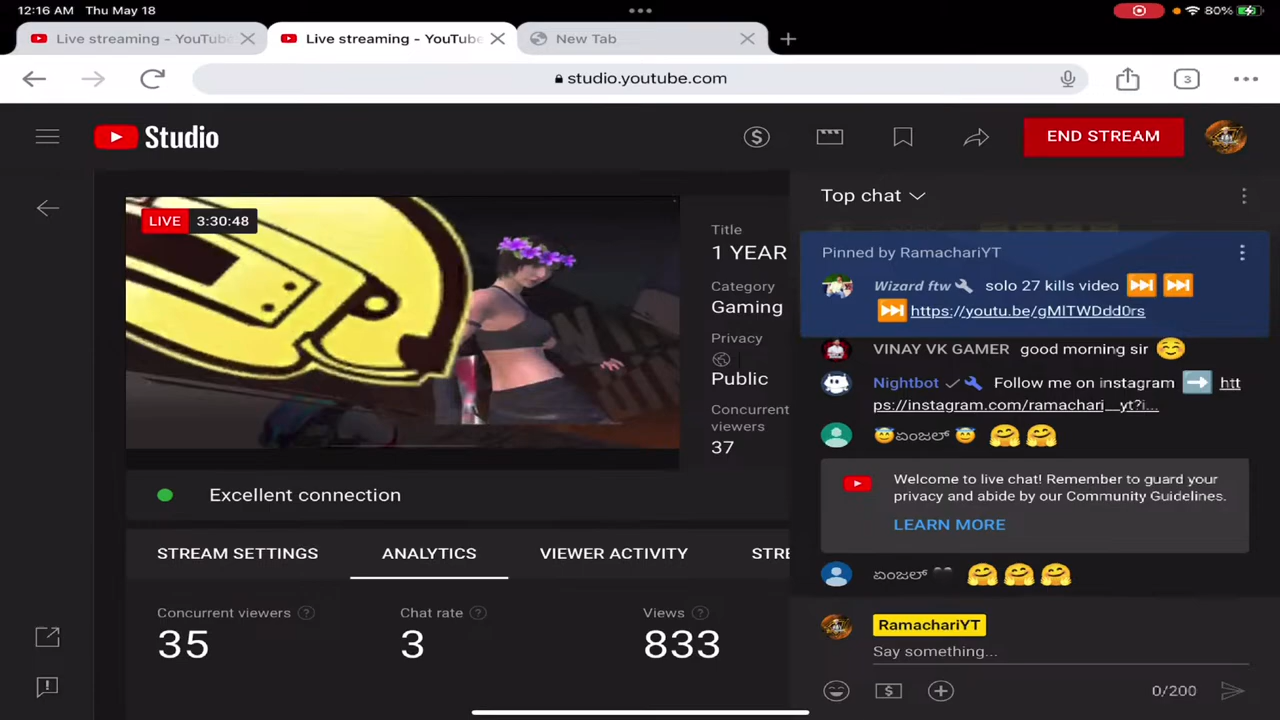 12:16 AM Thu May 18
80%
Live streaming - YouTube
Live streaming - YouTube
New Tab
studio.youtube.com
3
Studio
END STREAM
LIVE 3:30:48
Title
1 YEAR
Category
Gaming
Privacy
Public
Concurrent
viewers
37
Excellent connection
STREAM SETTINGS
ANALYTICS
VIEWER ACTIVITY
STRE
Concurrent viewers
35
Chat rate
3
Views
833
Top chat
Pinned by RamachariYT
Wizard ftw solo 27 kills video ⏭️ ⏭️
⏭️ https://youtu.be/gMlTWDdd0rs
VINAY VK GAMER good morning sir ☺️
Nightbot Follow me on instagram ➡️ htt
ps://instagram.com/ramachari__yt?i...
😇ఏంజల్ 😇 🤗 🤗
Welcome to live chat! Remember to guard your
privacy and abide by our Community Guidelines.
LEARN MORE
ఏంజల్ 🖤 🤗 🤗 🤗
RamachariYT
Say something...
0/200